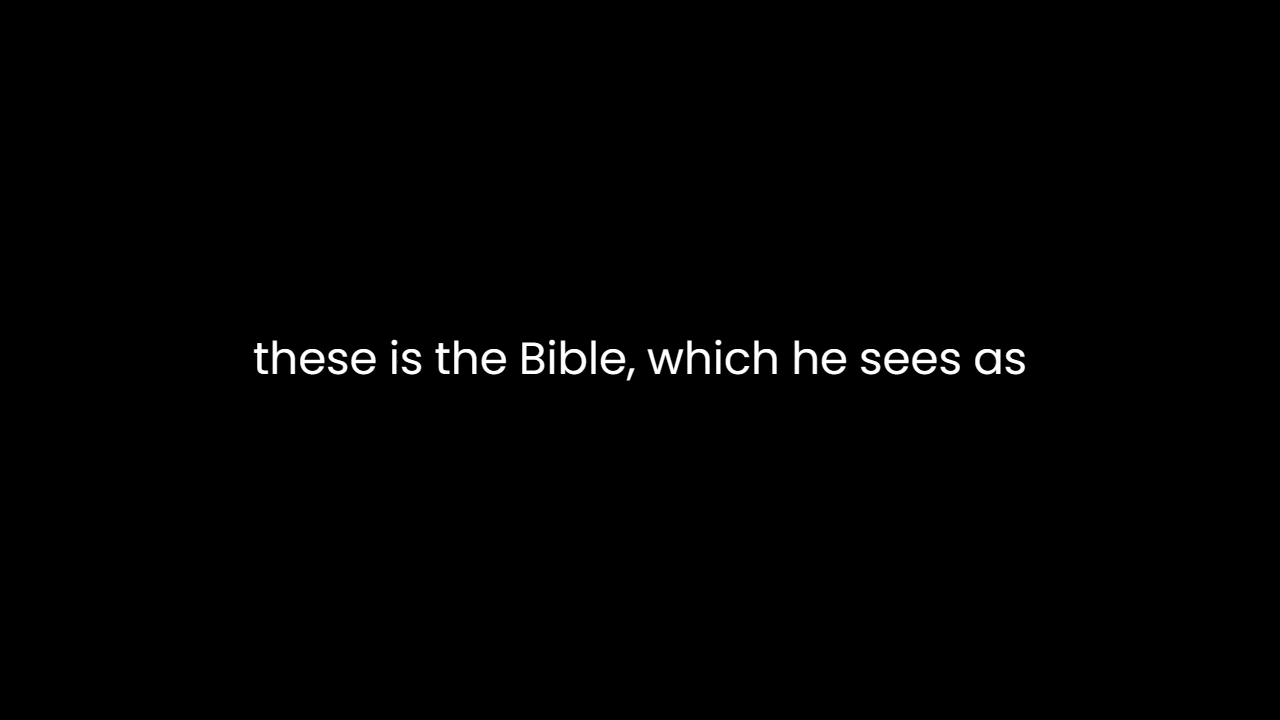 these is the Bible, which he sees as